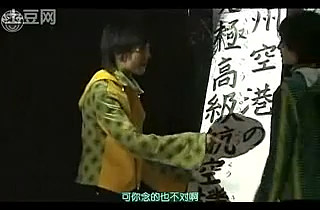 土豆网
州空港の
極高級流空
可你念的也不对啊